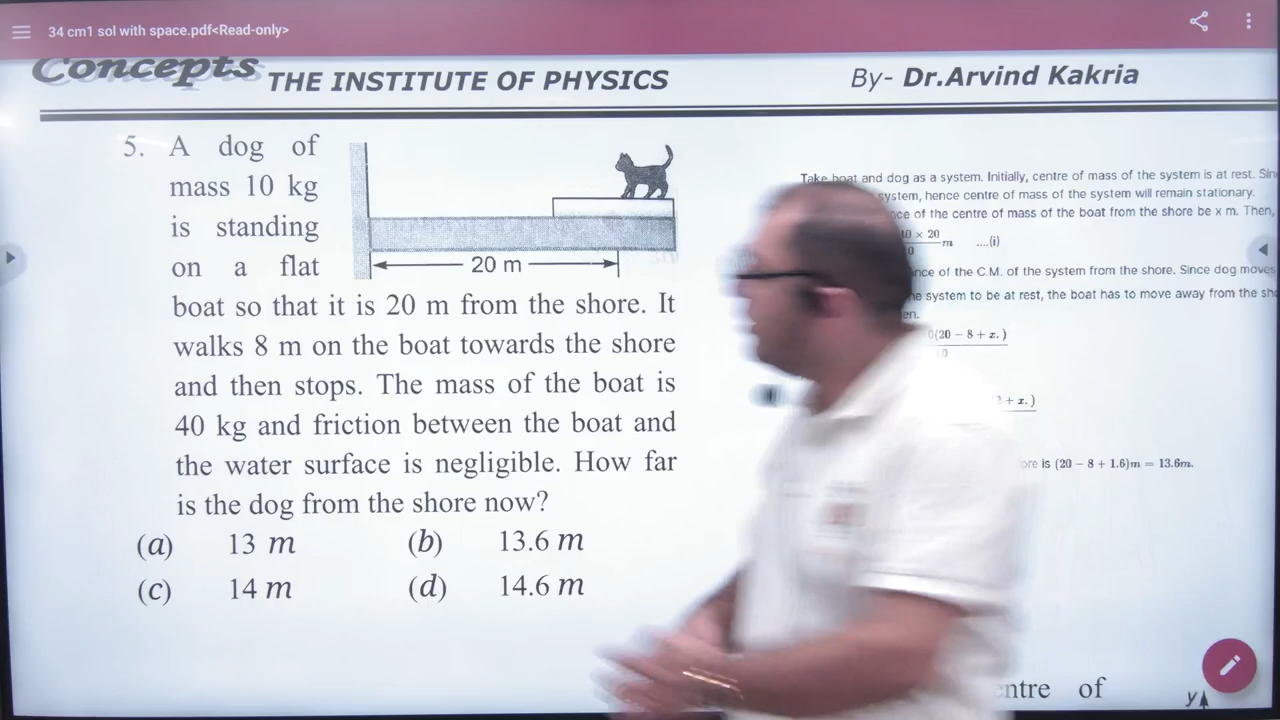 34 cm1 sol with space.pdf<Read-only>
Concepts THE INSTITUTE OF PHYSICS By- Dr.Arvind Kakria
5. A dog of
mass 10 kg
is standing
on a flat
20 m
boat so that it is 20 m from the shore. It
walks 8 m on the boat towards the shore
and then stops. The mass of the boat is
40 kg and friction between the boat and
the water surface is negligible. How far
is the dog from the shore now?
(a) 13 m (b) 13.6 m
(c) 14 m (d) 14.6 m
Take boat and dog as a system. Initially, centre of mass of the system is at rest.
system, hence centre of mass of the system will remain stationary.
of the centre of mass of the boat from the shore be x m. Then,
× 20
m ....(i)
of the C.M. of the system from the shore. Since dog moves
system to be at rest, the boat has to move away from the
(20 − 8 + x. )
+ x. )
is (20 − 8 + 1.6)m = 13.6m.
of
y